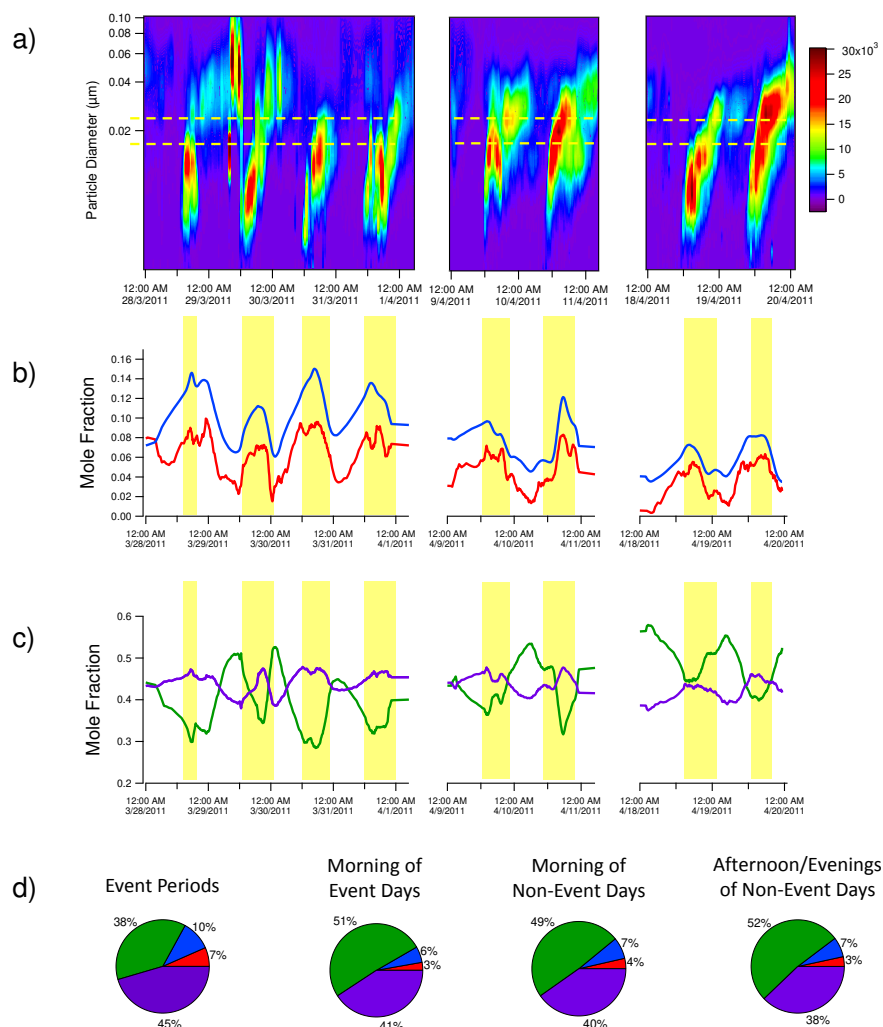 a)
Particle Diameter (µm)
0.10
0.08
0.06
0.04
0.02
30x10³
25
20
15
10
5
0
12:00 AM 12:00 AM 12:00 AM 12:00 AM 12:00 AM
28/3/2011 29/3/2011 30/3/2011 31/3/2011 1/4/2011
12:00 AM 12:00 AM 12:00 AM
9/4/2011 10/4/2011 11/4/2011
12:00 AM 12:00 AM 12:00 AM
18/4/2011 19/4/2011 20/4/2011
b)
Mole Fraction
0.16
0.14
0.12
0.10
0.08
0.06
0.04
0.02
0.00
12:00 AM 12:00 AM 12:00 AM 12:00 AM 12:00 AM
3/28/2011 3/29/2011 3/30/2011 3/31/2011 4/1/2011
12:00 AM 12:00 AM 12:00 AM
4/9/2011 4/10/2011 4/11/2011
12:00 AM 12:00 AM 12:00 AM
4/18/2011 4/19/2011 4/20/2011
c)
Mole Fraction
0.6
0.5
0.4
0.3
0.2
12:00 AM 12:00 AM 12:00 AM 12:00 AM 12:00 AM
3/28/2011 3/29/2011 3/30/2011 3/31/2011 4/1/2011
12:00 AM 12:00 AM 12:00 AM
4/9/2011 4/10/2011 4/11/2011
12:00 AM 12:00 AM 12:00 AM
4/18/2011 4/19/2011 4/20/2011
d)
Event Periods
38%
10%
7%
45%
Morning of
Event Days
51%
6%
3%
41%
Morning of
Non-Event Days
49%
7%
4%
40%
Afternoon/Evenings
of Non-Event Days
52%
7%
3%
38%